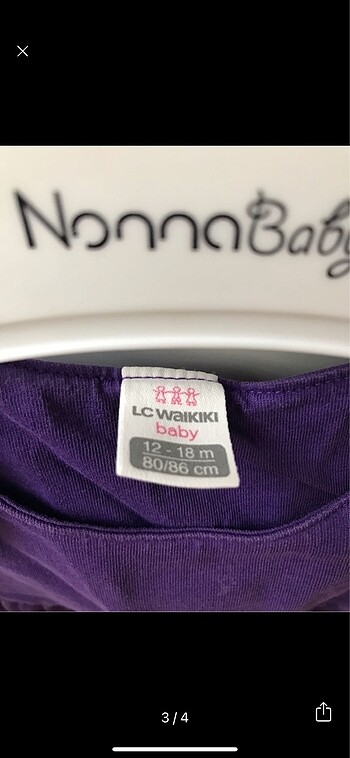 NonnaBaby
LC WAIKIKI
baby
12 - 18 m
80/86 cm
3/4